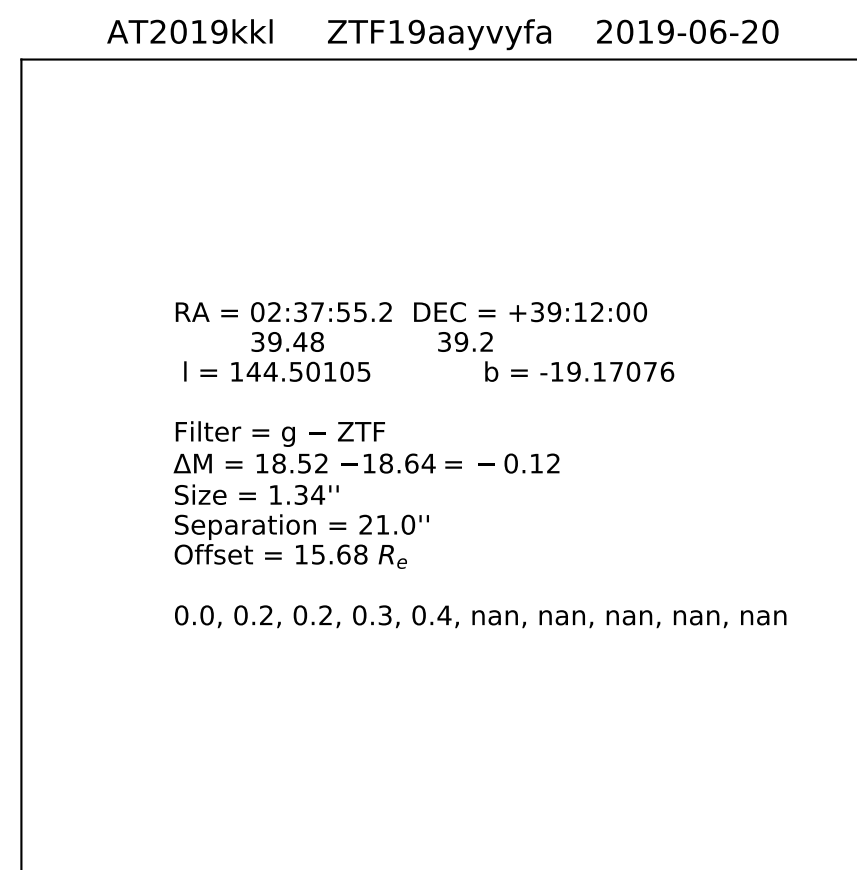 AT2019kkl ZTF19aayvyfa 2019-06-20
RA = 02:37:55.2 DEC = +39:12:00
39.48 39.2
l = 144.50105 b = -19.17076
Filter = g − ZTF
ΔM = 18.52 −18.64 = − 0.12
Size = 1.34''
Separation = 21.0''
Offset = 15.68 Rₑ
0.0, 0.2, 0.2, 0.3, 0.4, nan, nan, nan, nan, nan